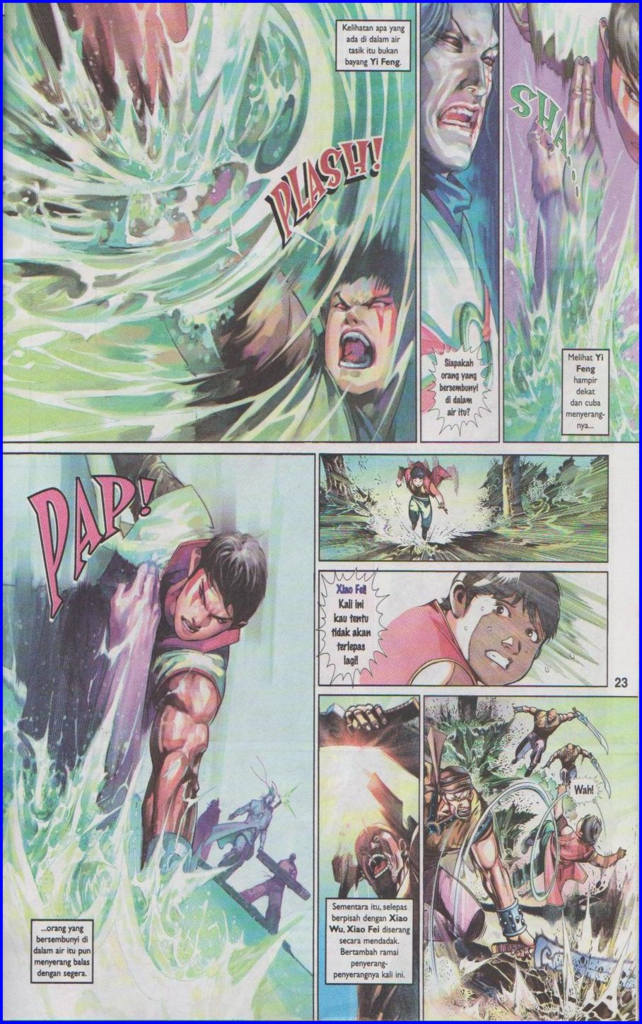 Kelihatan apa yang
ada di dalam air
tasik itu bukan
bayang Yi Feng.
PLASH!
Siapakah
orang yang
bersembunyi
di dalam
air itu?
SHA...
Melihat Yi
Feng
hampir
dekat
dan cuba
menyerang-
nya...
PAP!
...orang yang
bersembunyi di
dalam air itu pun
menyerang balas
dengan segera.
Xiao Fei!
Kali ini
kau tentu
tidak akan
terlepas
lagi!
23
Sementara itu, selepas
berpisah dengan Xiao
Wu, Xiao Fei diserang
secara mendadak.
Bertambah ramai
penyerang-
penyerangnya kali ini.
Wah!